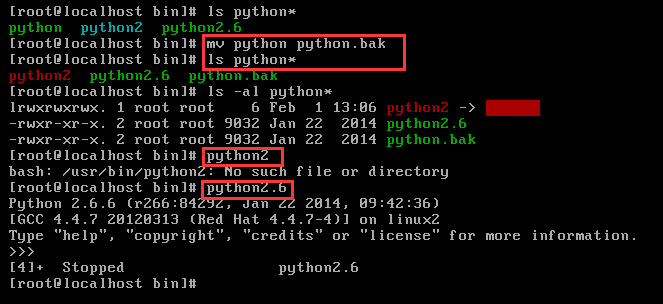 [root@localhost bin]# ls python*
python python2 python2.6
[root@localhost bin]# mv python python.bak
[root@localhost bin]# ls python*
python2 python2.6 python.bak
[root@localhost bin]# ls -al python*
lrwxrwxrwx. 1 root root 6 Feb 1 13:06 python2 ->
-rwxr-xr-x. 2 root root 9032 Jan 22 2014 python2.6
-rwxr-xr-x. 2 root root 9032 Jan 22 2014 python.bak
[root@localhost bin]# python2
bash: /usr/bin/python2: No such file or directory
[root@localhost bin]# python2.6
Python 2.6.6 (r266:84292, Jan 22 2014, 09:42:36)
[GCC 4.4.7 20120313 (Red Hat 4.4.7-4)] on linux2
Type "help", "copyright", "credits" or "license" for more information.
>>>
[4]+ Stopped python2.6
[root@localhost bin]#